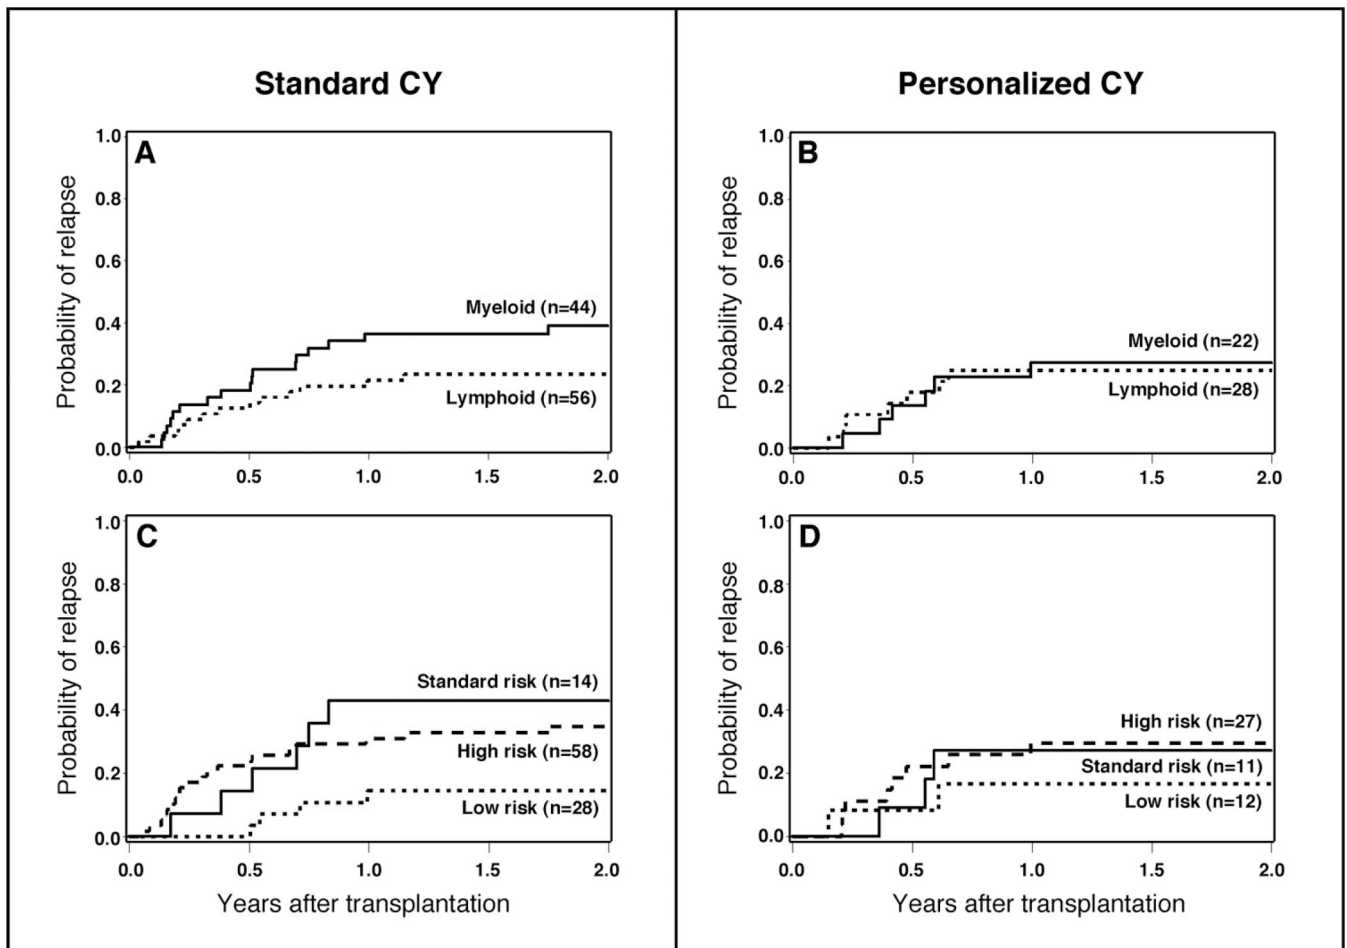 Standard CY
Personalized CY
A
1.0
0.8
0.6
0.4
0.2
0.0
Probability of relapse
Myeloid (n=44)
Lymphoid (n=56)
0.0 0.5 1.0 1.5 2.0
B
1.0
0.8
0.6
0.4
0.2
0.0
Probability of relapse
Myeloid (n=22)
Lymphoid (n=28)
0.0 0.5 1.0 1.5 2.0
C
1.0
0.8
0.6
0.4
0.2
0.0
Probability of relapse
Standard risk (n=14)
High risk (n=58)
Low risk (n=28)
0.0 0.5 1.0 1.5 2.0
Years after transplantation
D
1.0
0.8
0.6
0.4
0.2
0.0
Probability of relapse
High risk (n=27)
Standard risk (n=11)
Low risk (n=12)
0.0 0.5 1.0 1.5 2.0
Years after transplantation